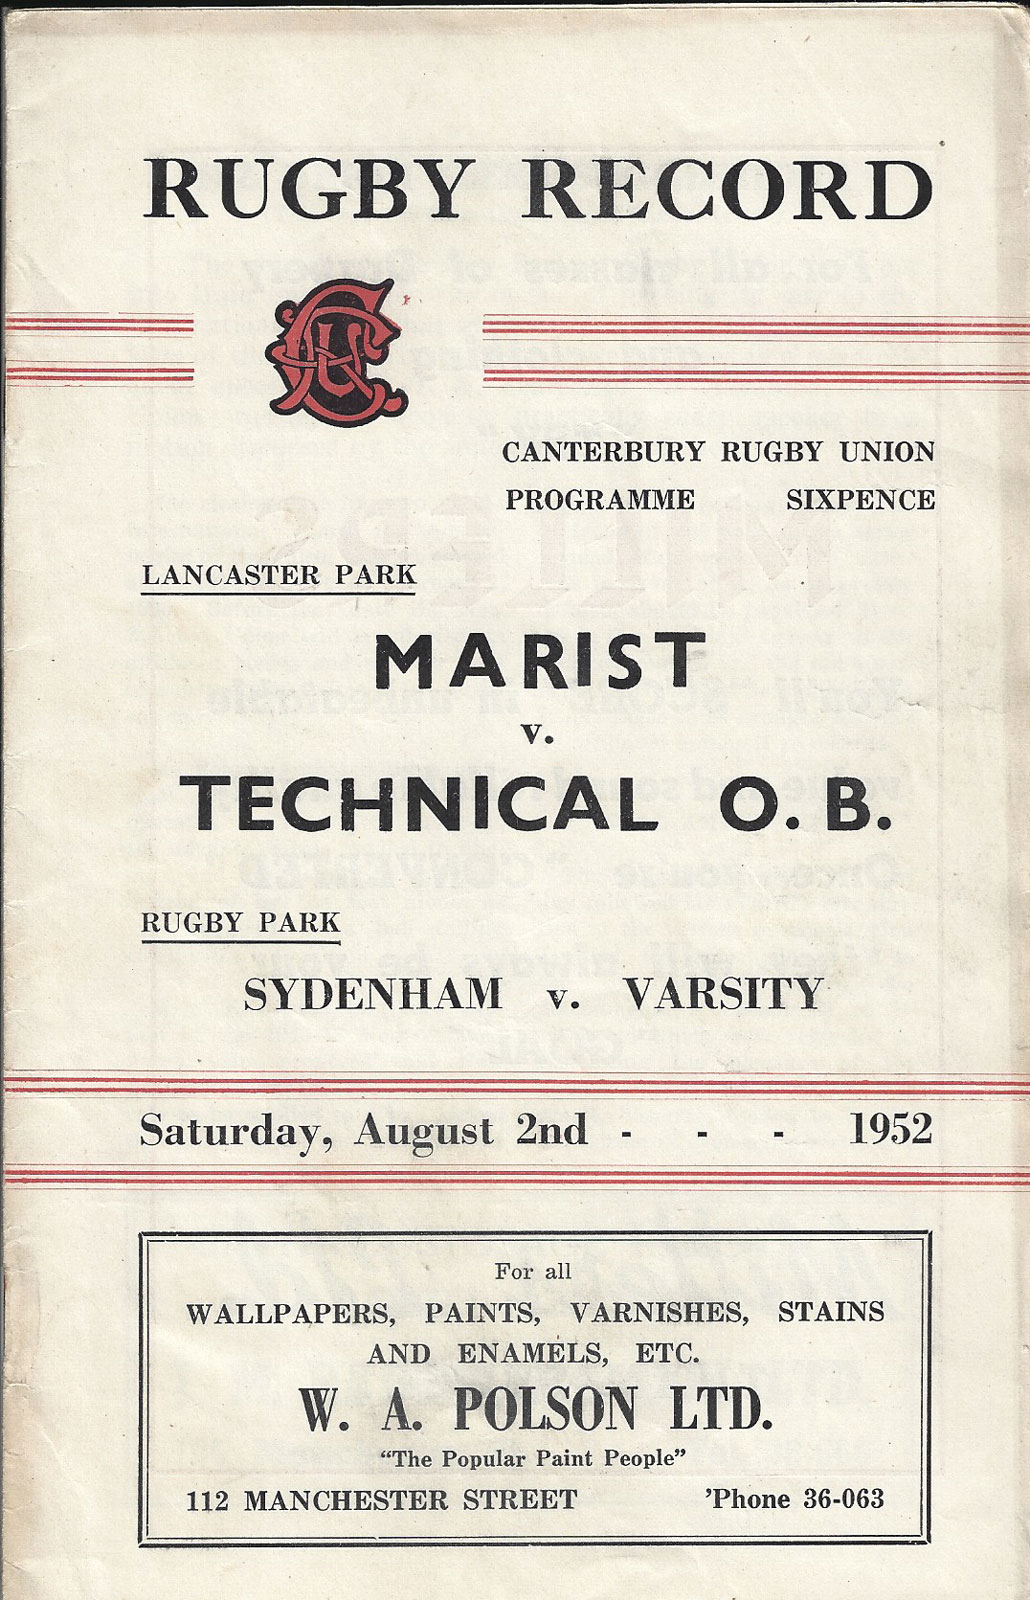 RUGBY RECORD
CRU
CANTERBURY RUGBY UNION
PROGRAMME SIXPENCE
LANCASTER PARK
MARIST
v.
TECHNICAL O. B.
RUGBY PARK
SYDENHAM v. VARSITY
Saturday, August 2nd - - - 1952
For all
WALLPAPERS, PAINTS, VARNISHES, STAINS
AND ENAMELS, ETC.
W. A. POLSON LTD.
"The Popular Paint People"
112 MANCHESTER STREET 'Phone 36-063